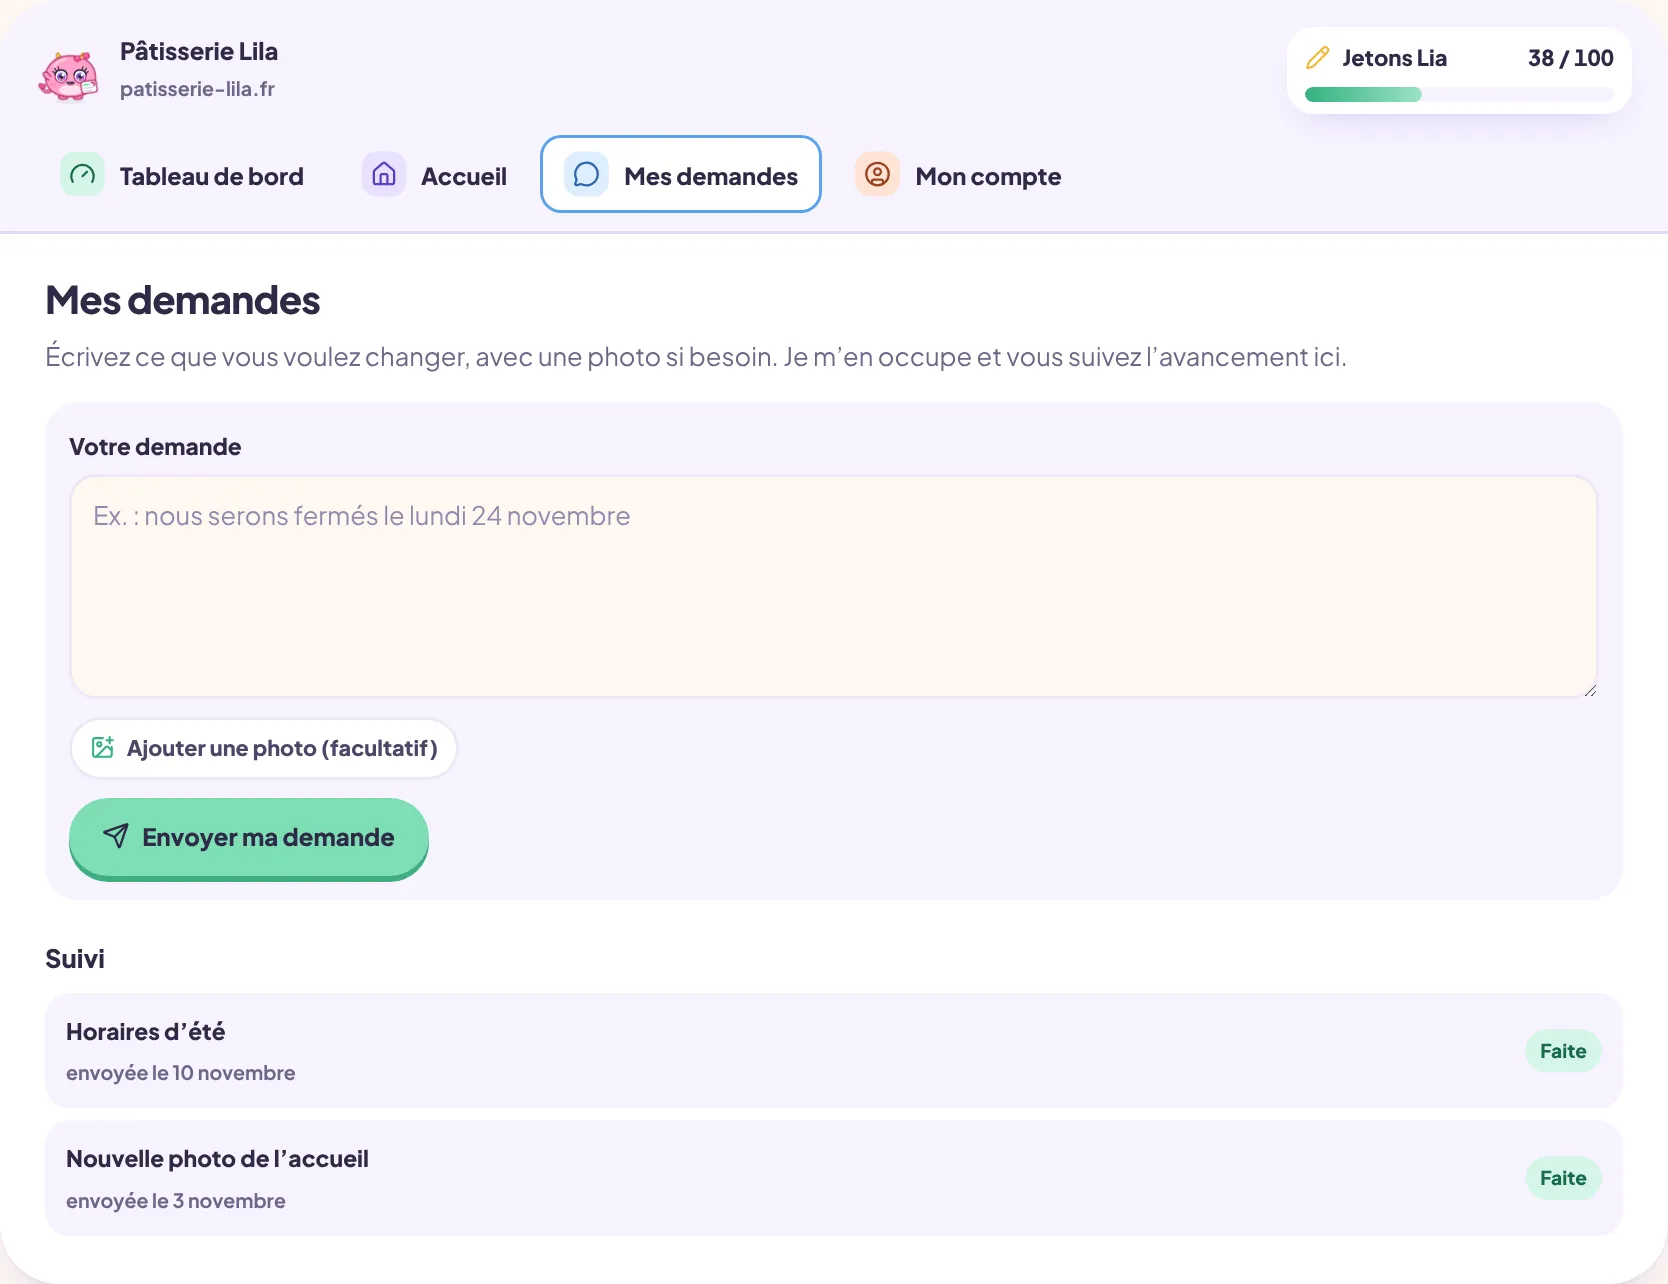 Pâtisserie Lila
patisserie-lila.fr
Jetons Lia
38 / 100
Tableau de bord
Accueil
Mes demandes
Mon compte
Mes demandes
Écrivez ce que vous voulez changer, avec une photo si besoin. Je m’en occupe et vous suivez l’avancement ici.
Votre demande
Ex. : nous serons fermés le lundi 24 novembre
Ajouter une photo (facultatif)
Envoyer ma demande
Suivi
Horaires d’été
envoyée le 10 novembre
Faite
Nouvelle photo de l’accueil
envoyée le 3 novembre
Faite